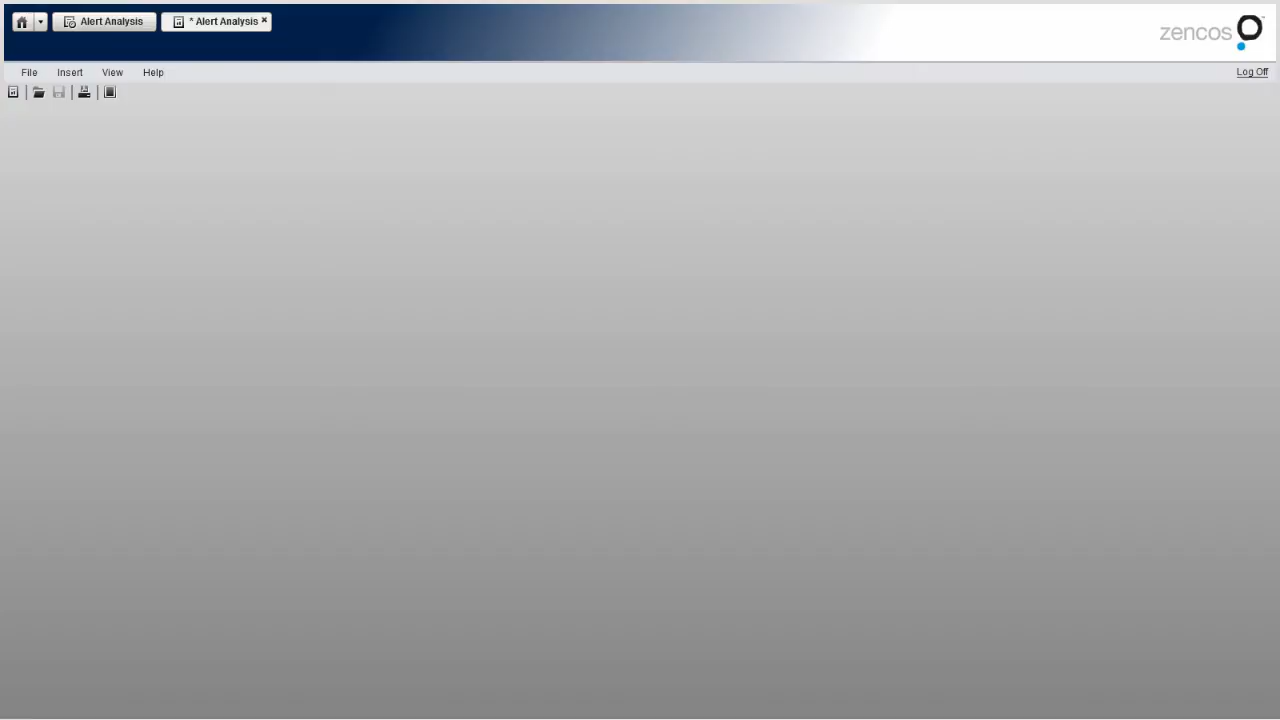 Alert Analysis
* Alert Analysis
zencos
File Insert View Help
Log Off